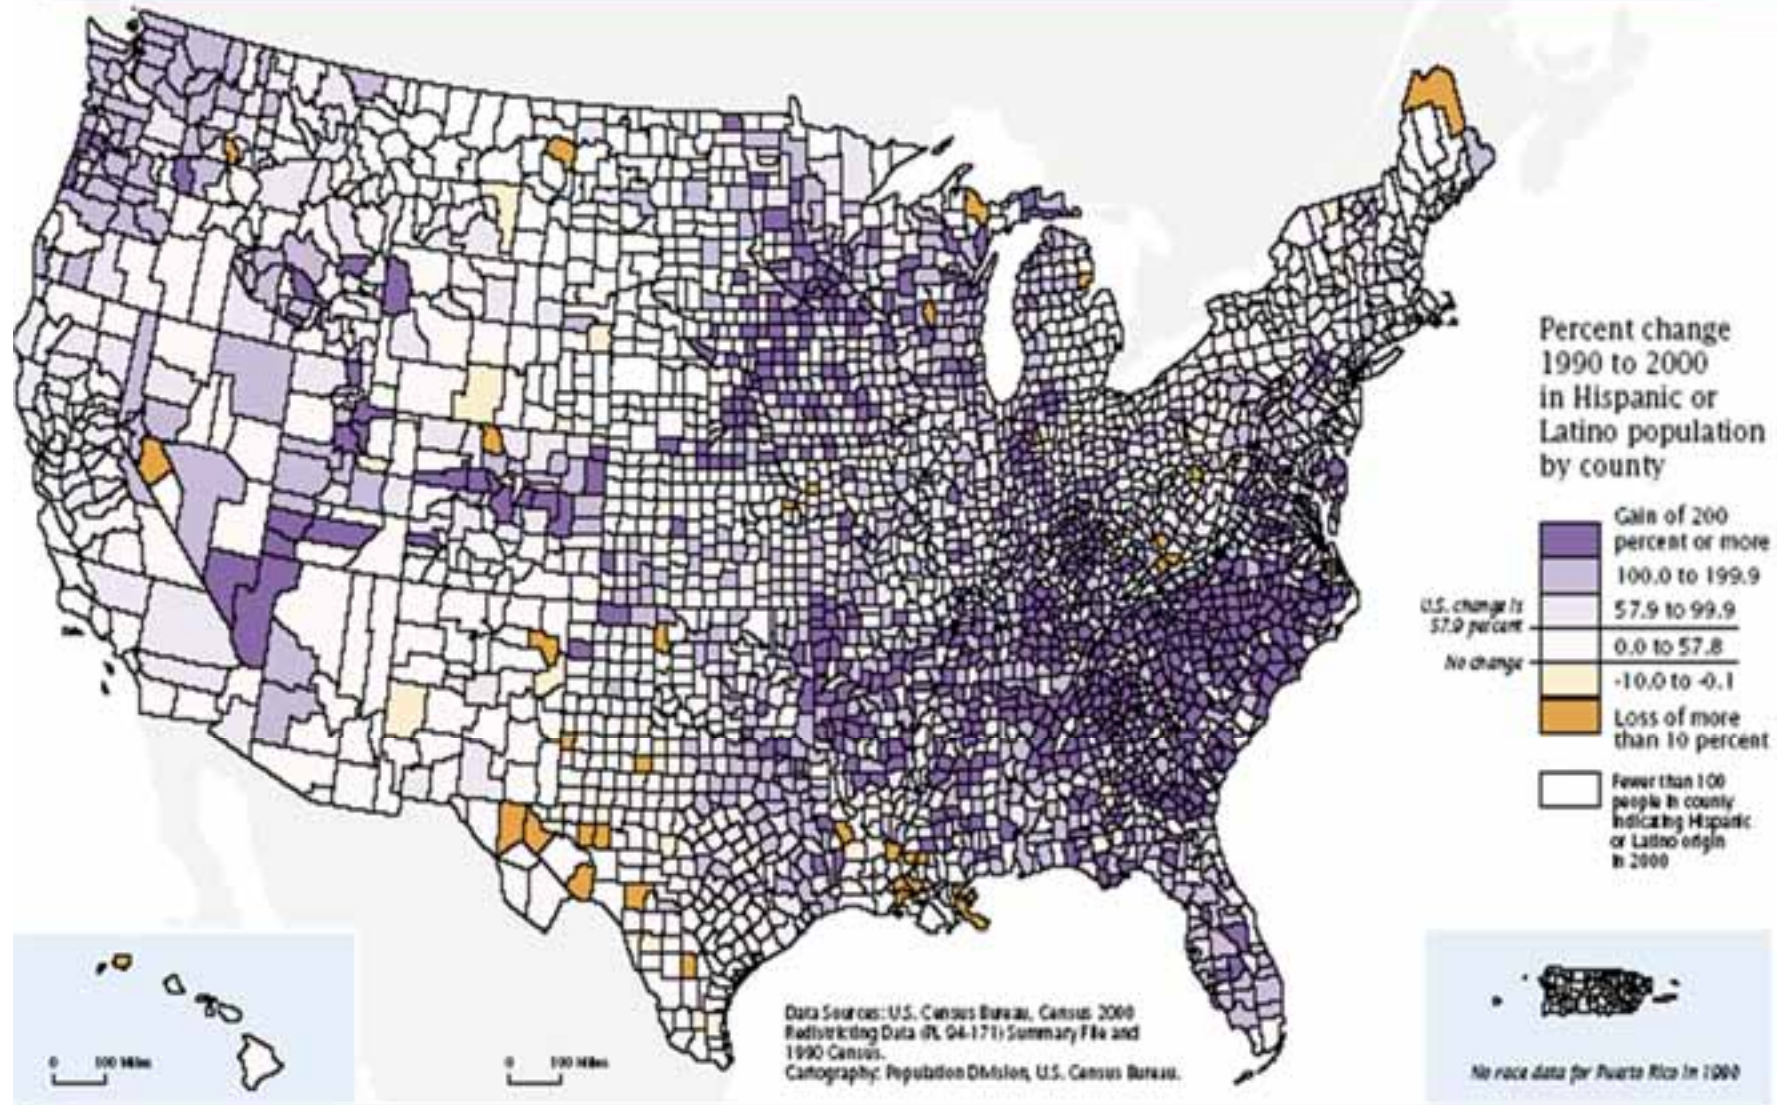 Percent change
1990 to 2000
in Hispanic or
Latino population
by county
Gain of 200
percent or more
100.0 to 199.9
57.9 to 99.9
U.S. change is
57.9 percent
0.0 to 57.8
No change
-10.0 to -0.1
Loss of more
than 10 percent
Fewer than 100
people in county
indicating Hispanic
or Latino origin
in 2000
Data Sources: U.S. Census Bureau, Census 2000
Redistricting Data (PL 94-171) Summary File and
1990 Census.
Cartography: Population Division, U.S. Census Bureau.
0 100 Miles
0 100 Miles
No race data for Puerto Rico in 1990